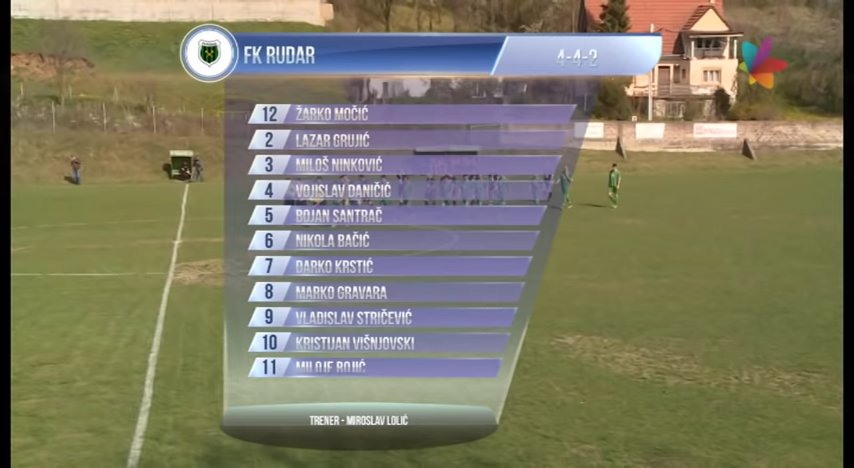 FK RUDAR
4-4-2
12 ŽARKO MOČIĆ
2 LAZAR GRUJIĆ
3 MILOŠ NINKOVIĆ
4 VOJISLAV DANIČIĆ
5 BOJAN SANTRAČ
6 NIKOLA BAČIĆ
7 DARKO KRSTIĆ
8 MARKO GRAVARA
9 VLADISLAV STRIČEVIĆ
10 KRISTIJAN VIŠNJOVSKI
11 MILOJE BOJIĆ
TRENER - MIROSLAV LOLIĆ